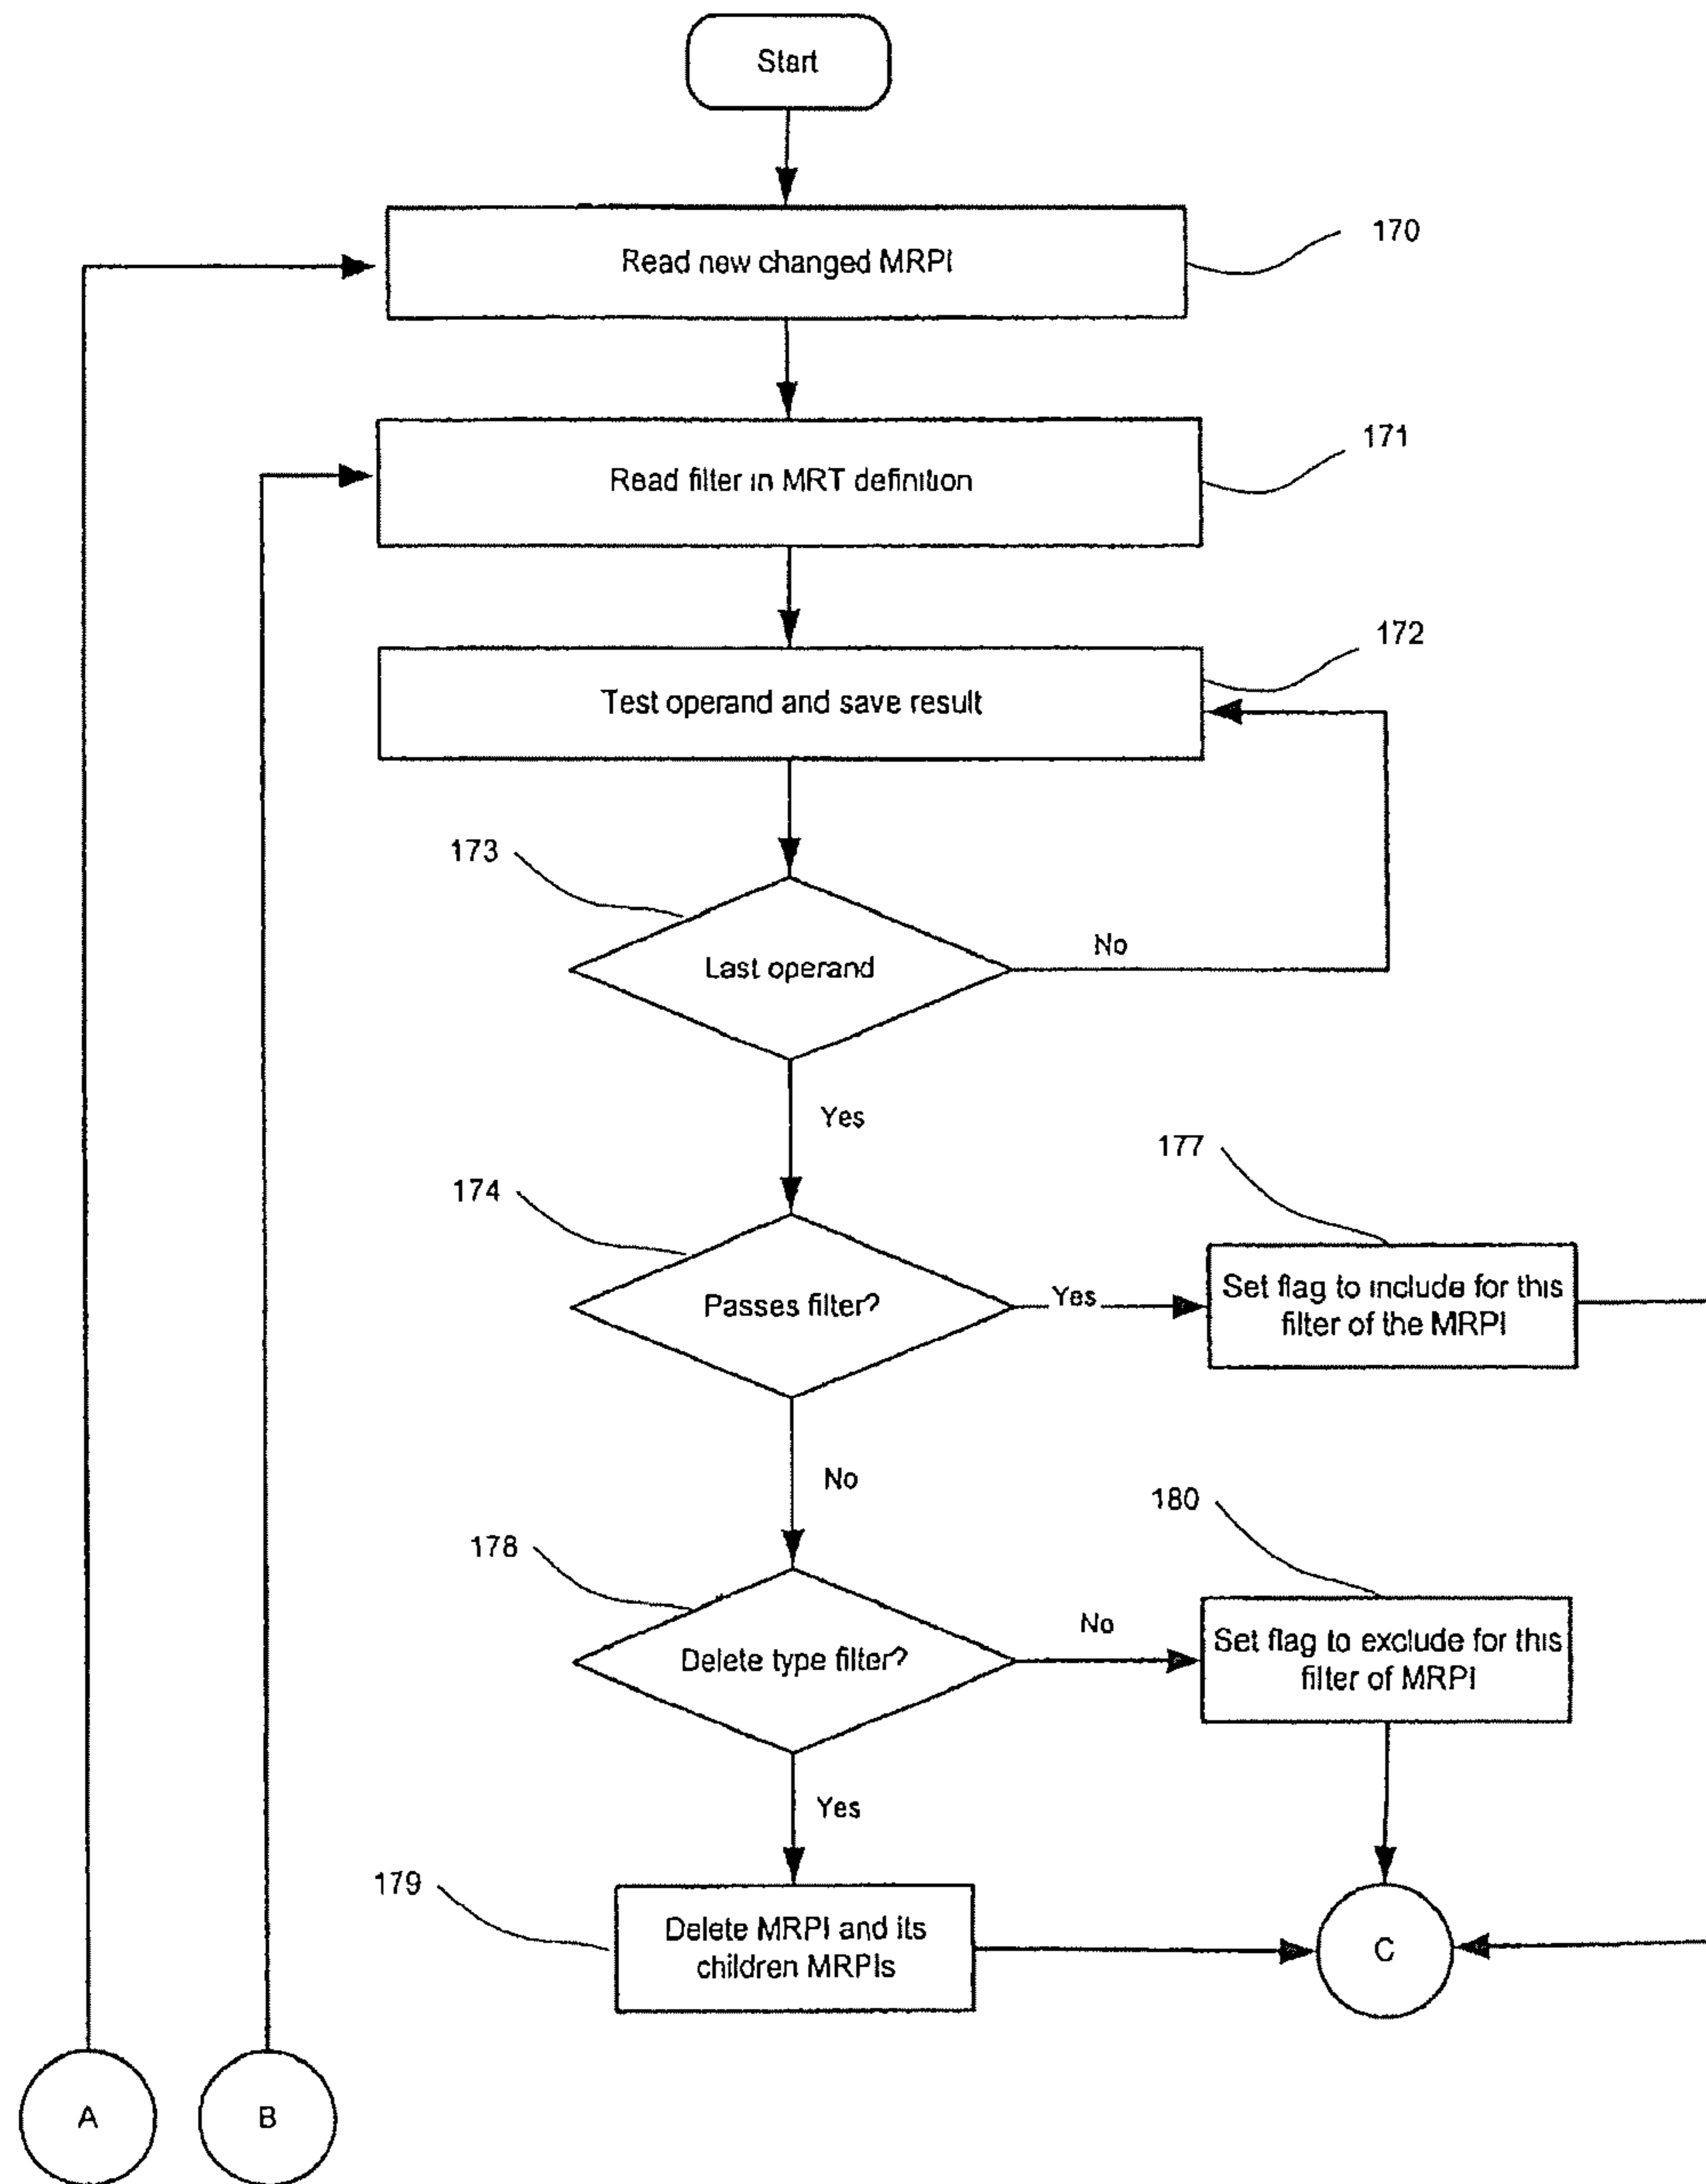 Start
170
Read new changed MRPI
171
Read filter in MRT definition
172
Test operand and save result
173
Last operand
No
Yes
177
174
Passes filter?
Yes
Set flag to include for this
filter of the MRPI
No
180
178
Delete type filter?
No
Set flag to exclude for this
filter of MRPI
Yes
179
Delete MRPI and its
children MRPIs
C
A
B